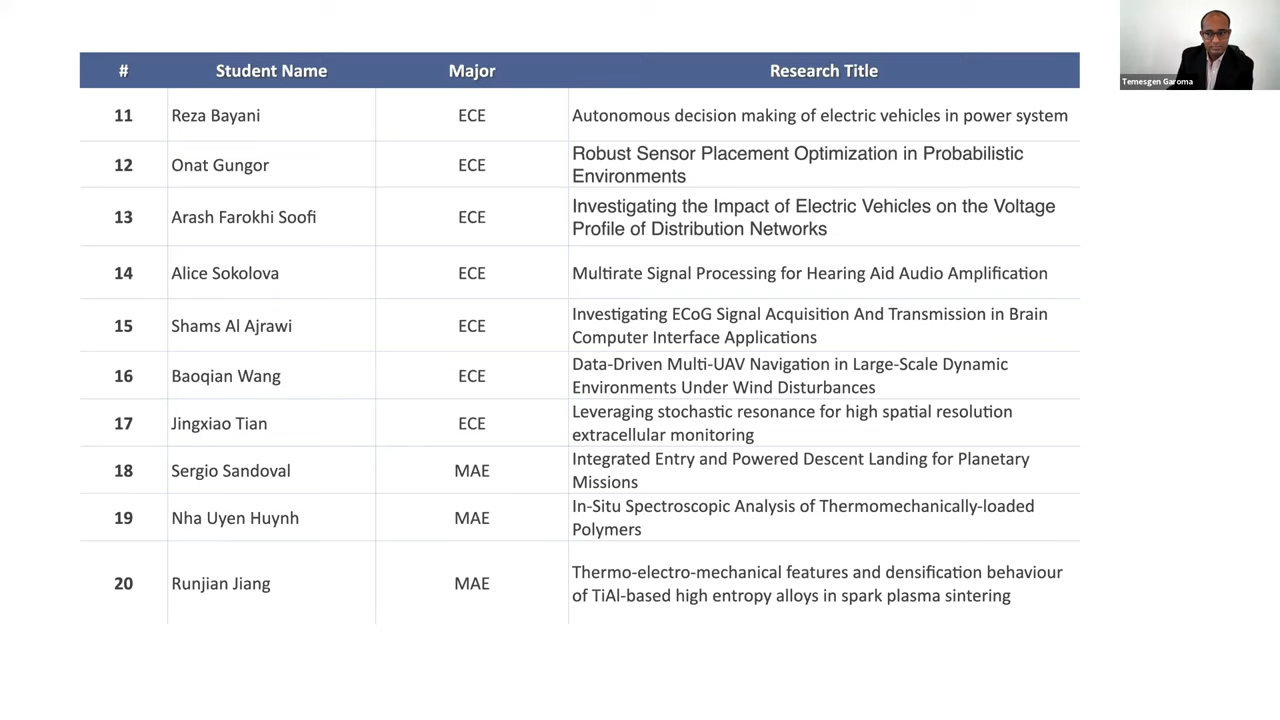 # Student Name Major Research Title
11 Reza Bayani ECE Autonomous decision making of electric vehicles in power system
12 Onat Gungor ECE Robust Sensor Placement Optimization in Probabilistic
Environments
13 Arash Farokhi Soofi ECE Investigating the Impact of Electric Vehicles on the Voltage
Profile of Distribution Networks
14 Alice Sokolova ECE Multirate Signal Processing for Hearing Aid Audio Amplification
15 Shams Al Ajrawi ECE Investigating ECoG Signal Acquisition And Transmission in Brain
Computer Interface Applications
16 Baoqian Wang ECE Data-Driven Multi-UAV Navigation in Large-Scale Dynamic
Environments Under Wind Disturbances
17 Jingxiao Tian ECE Leveraging stochastic resonance for high spatial resolution
extracellular monitoring
18 Sergio Sandoval MAE Integrated Entry and Powered Descent Landing for Planetary
Missions
19 Nha Uyen Huynh MAE In-Situ Spectroscopic Analysis of Thermomechanically-loaded
Polymers
20 Runjian Jiang MAE Thermo-electro-mechanical features and densification behaviour
of TiAl-based high entropy alloys in spark plasma sintering
Temesgen Garoma